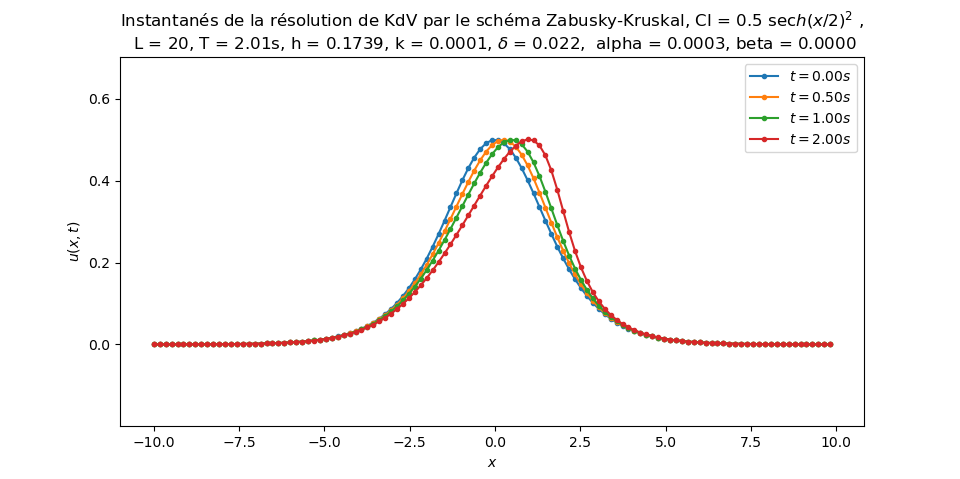 Instantanés de la résolution de KdV par le schéma Zabusky-Kruskal, CI = 0.5 sech(x/2)² ,
L = 20, T = 2.01s, h = 0.1739, k = 0.0001, δ = 0.022,  alpha = 0.0003, beta = 0.0000
t = 0.00s
t = 0.50s
t = 1.00s
t = 2.00s
0.6
0.4
0.2
0.0
u(x, t)
−10.0 −7.5 −5.0 −2.5 0.0 2.5 5.0 7.5 10.0
x